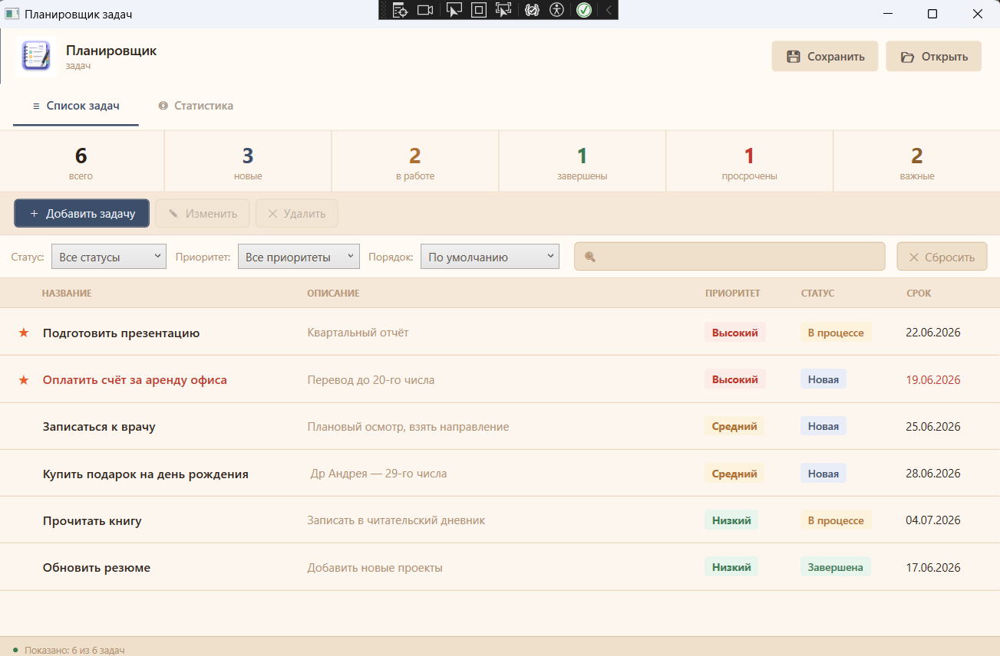 Планировщик задач
Планировщик
задач
Сохранить
Открыть
≡ Список задач
Статистика
6 3 2 1 1 2
всего новые в работе завершены просрочены важные
+ Добавить задачу
Изменить
Удалить
Статус: Все статусы Приоритет: Все приоритеты Порядок: По умолчанию Сбросить
НАЗВАНИЕ ОПИСАНИЕ ПРИОРИТЕТ СТАТУС СРОК
★ Подготовить презентацию Квартальный отчёт Высокий В процессе 22.06.2026
★ Оплатить счёт за аренду офиса Перевод до 20-го числа Высокий Новая 19.06.2026
Записаться к врачу Плановый осмотр, взять направление Средний Новая 25.06.2026
Купить подарок на день рождения Др Андрея — 29-го числа Средний Новая 28.06.2026
Прочитать книгу Записать в читательский дневник Низкий В процессе 04.07.2026
Обновить резюме Добавить новые проекты Низкий Завершена 17.06.2026
Показано: 6 из 6 задач